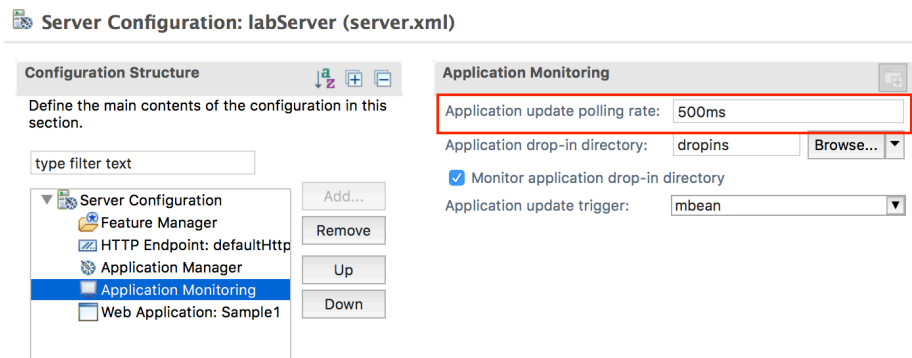 Server Configuration: labServer (server.xml)
Configuration Structure
Define the main contents of the configuration in this
section.
type filter text
Server Configuration
Feature Manager
HTTP Endpoint: defaultHttp
Application Manager
Application Monitoring
Web Application: Sample1
Add...
Remove
Up
Down
Application Monitoring
Application update polling rate: 500ms
Application drop-in directory: dropins Browse...
Monitor application drop-in directory
Application update trigger: mbean